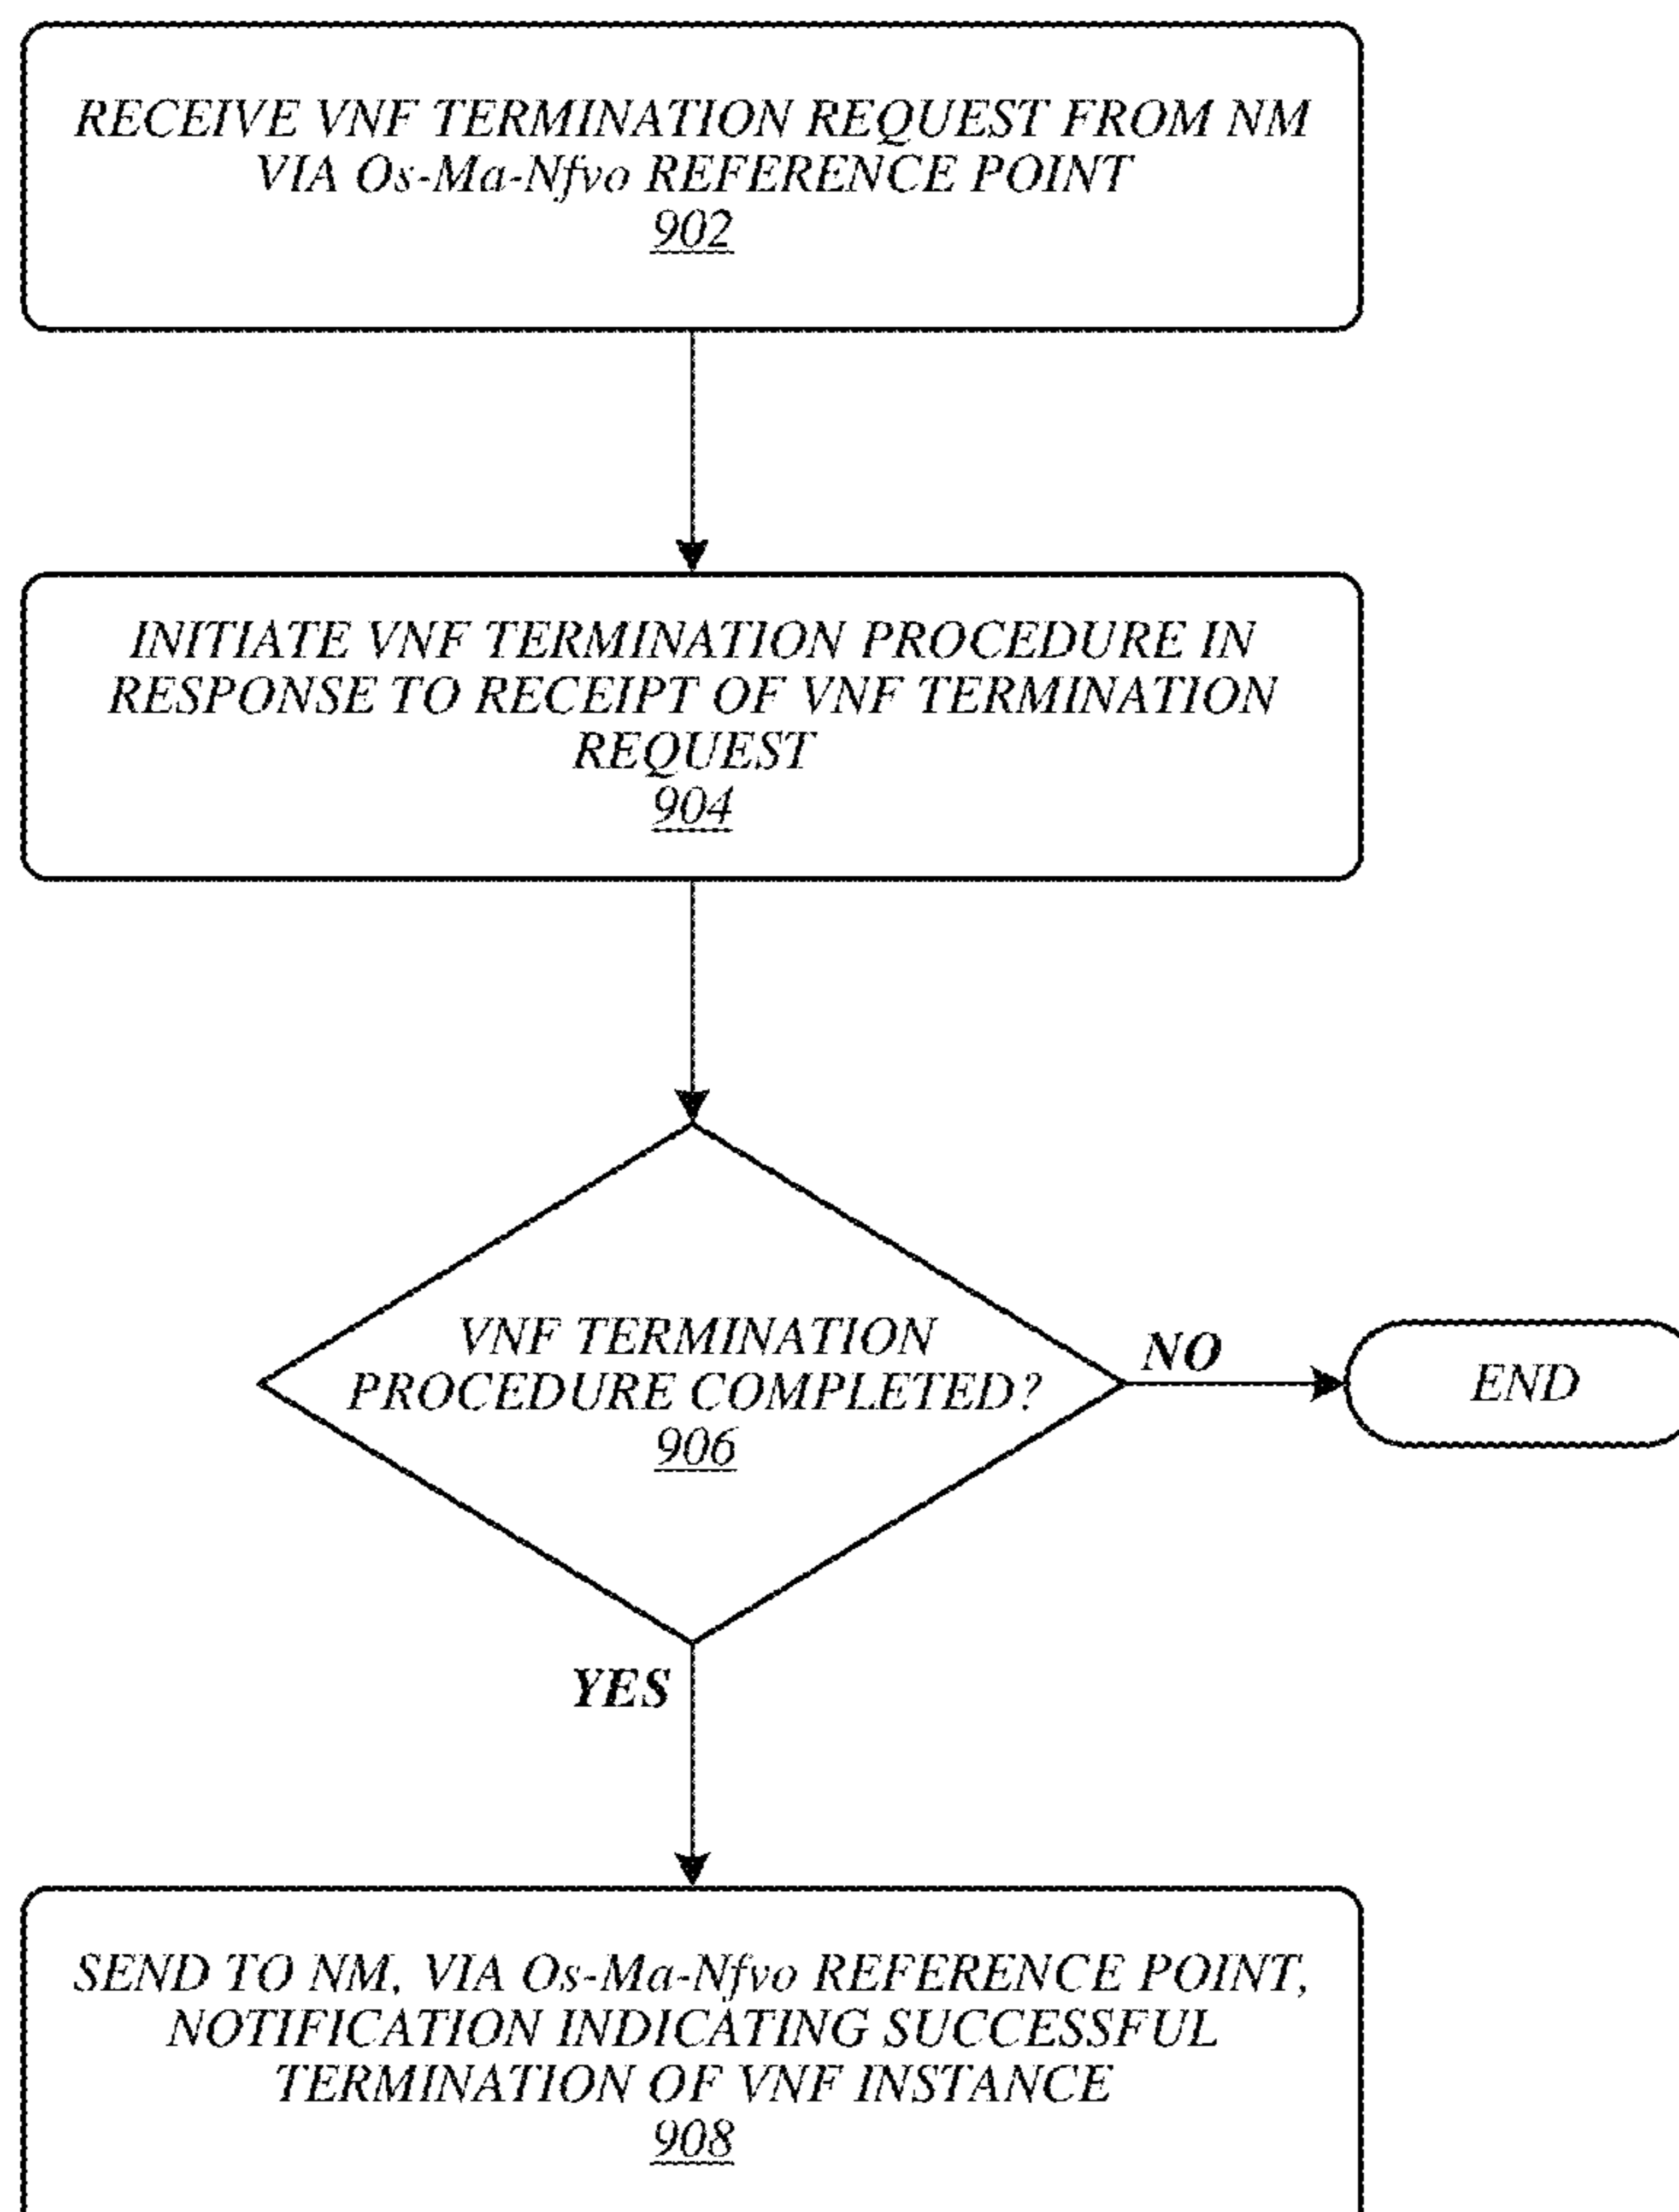 RECEIVE VNF TERMINATION REQUEST FROM NM
VIA Os-Ma-Nfvo REFERENCE POINT
902
INITIATE VNF TERMINATION PROCEDURE IN
RESPONSE TO RECEIPT OF VNF TERMINATION
REQUEST
904
VNF TERMINATION
PROCEDURE COMPLETED?
906
NO
END
YES
SEND TO NM, VIA Os-Ma-Nfvo REFERENCE POINT,
NOTIFICATION INDICATING SUCCESSFUL
TERMINATION OF VNF INSTANCE
908